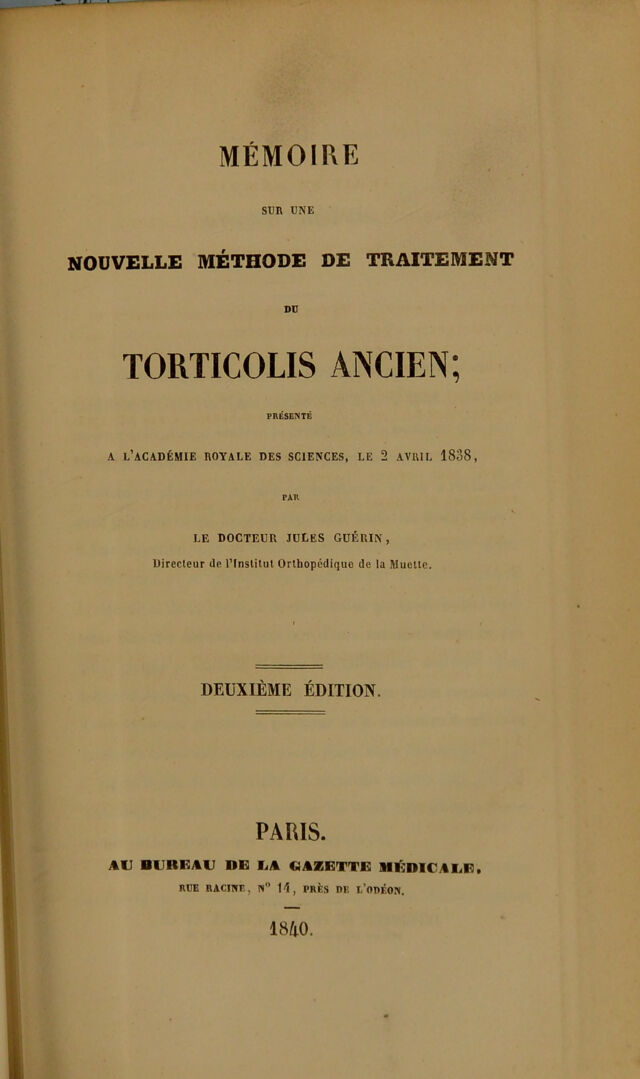 MÉMOIRE
SUR UNE
NOUVELLE MÉTHODE DE TRAITEMENT
DU
TORTICOLIS ANCIEN;
PRÉSENTÉ
A L'ACADÉMIE ROYALE DES SCIENCES, LE 2 AVRIL 1838,
PAR
LE DOCTEUR JULES GUÉRIN,
Directeur de l'Institut Orthopédique de la Muette.
DEUXIÈME ÉDITION.
PARIS.
AU BUREAU DE LA GAZETTE MÉDICALE,
RUE RACINE, N° 14, PRÈS DE L'ODÉON.
1840.